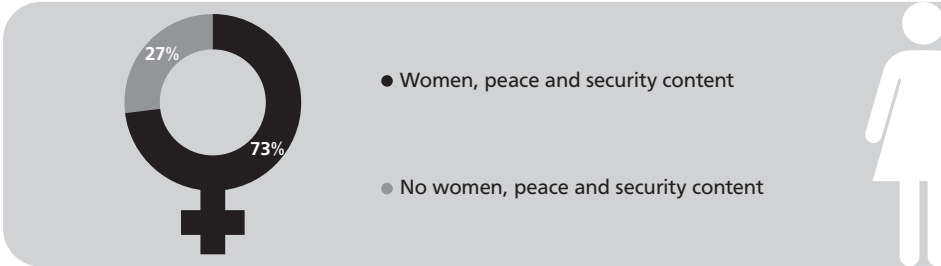 27%
Women, peace and security content
73%
No women, peace and security content